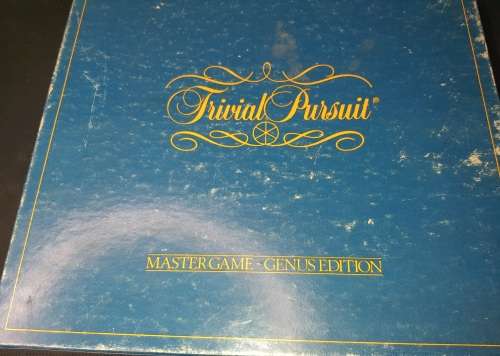 Trivial Pursuit®
MASTER GAME - GENUS EDITION